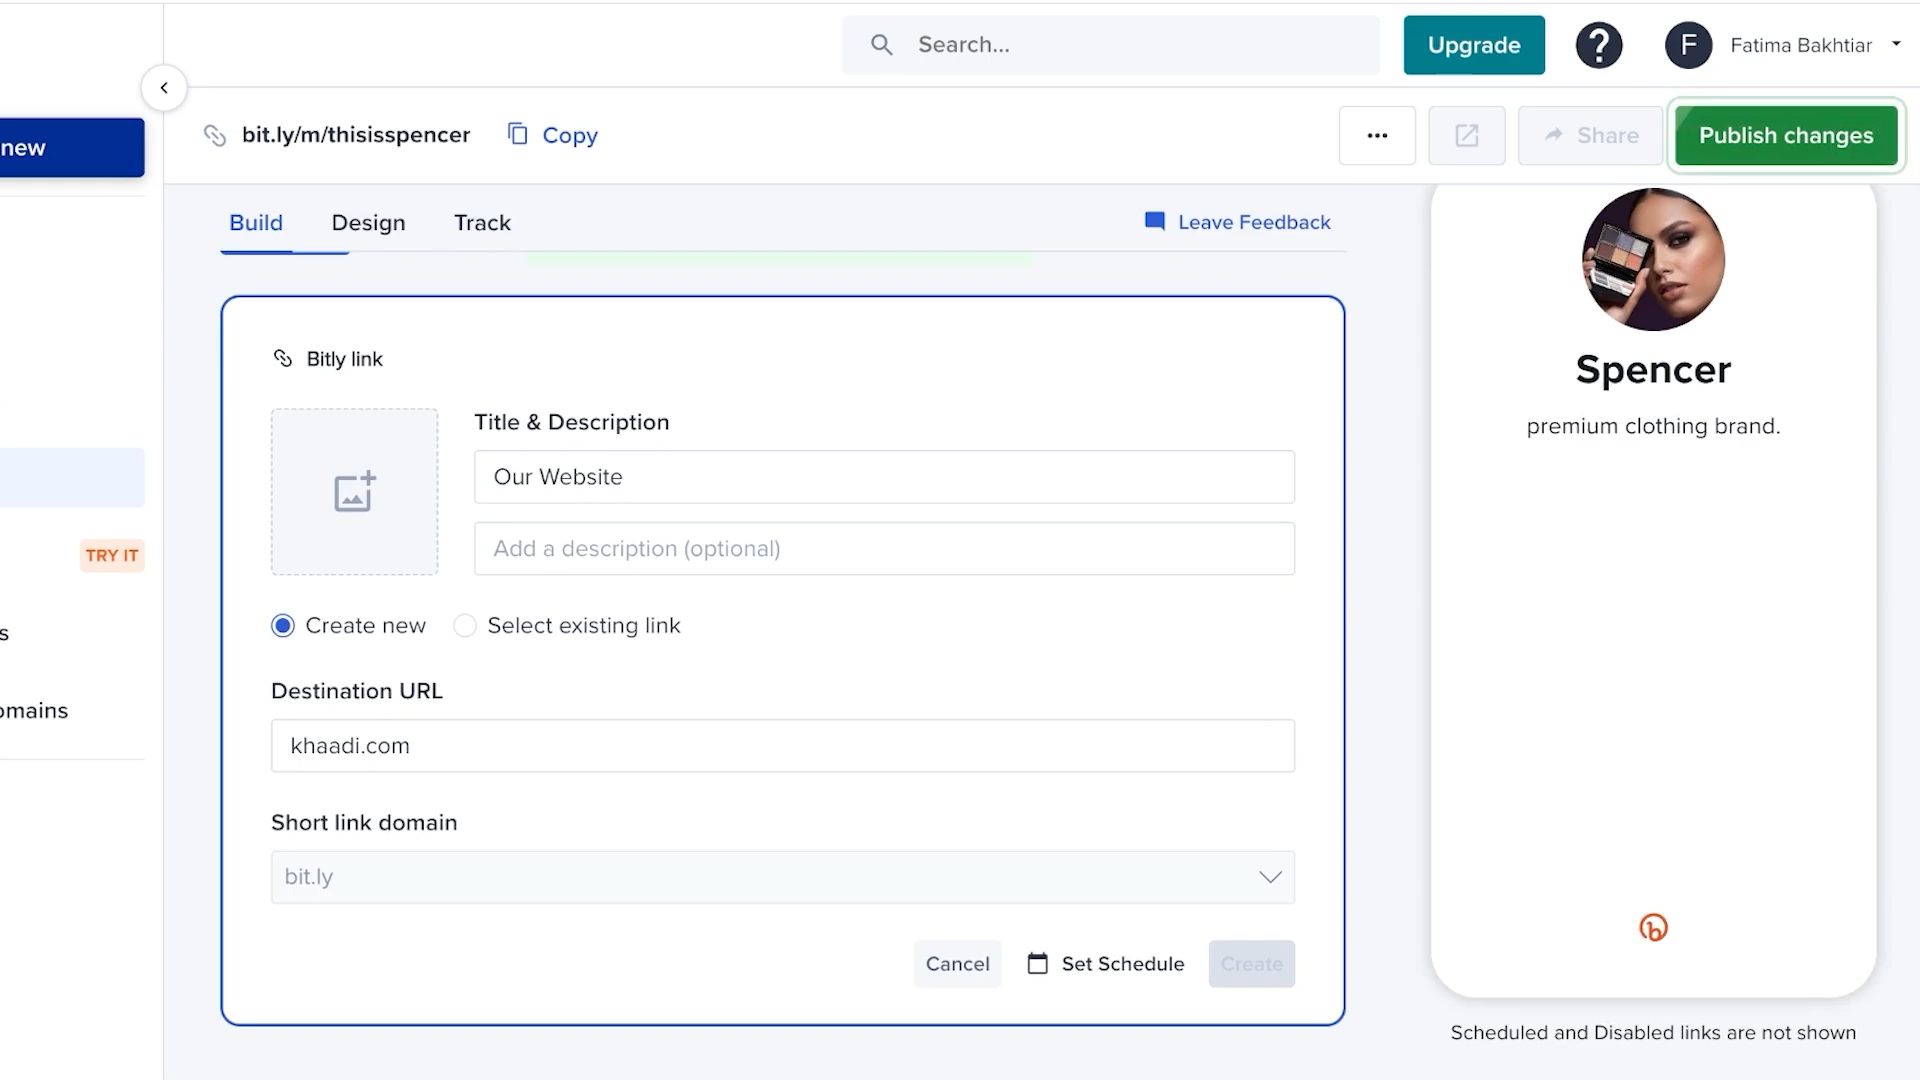 Search...
Upgrade
?
F
Fatima Bakhtiar
new
bit.ly/m/thisisspencer
Copy
Share
Publish changes
Build
Design
Track
Leave Feedback
Bitly link
Title & Description
Our Website
Add a description (optional)
Create new
Select existing link
Destination URL
khaadi.com
Short link domain
bit.ly
Cancel
Set Schedule
Create
TRY IT
s
omains
Spencer
premium clothing brand.
Scheduled and Disabled links are not shown